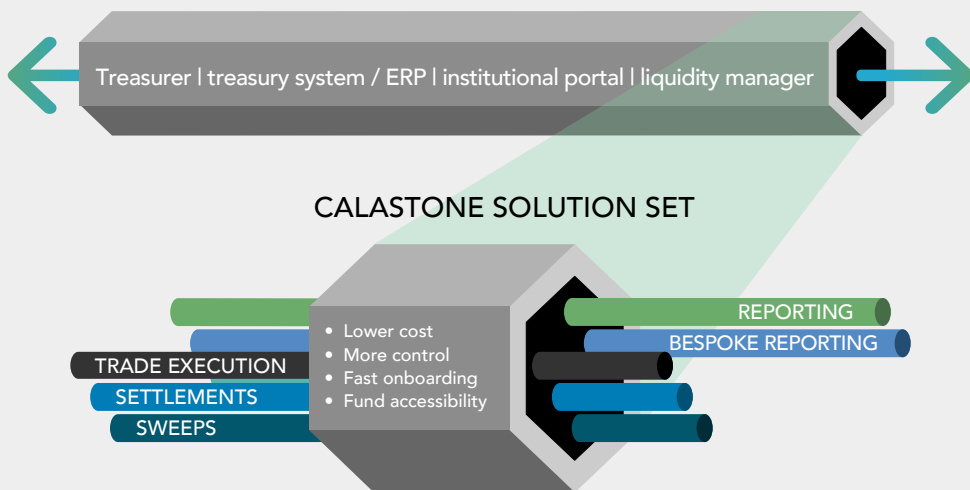 Treasurer | treasury system / ERP | institutional portal | liquidity manager
CALASTONE SOLUTION SET
• Lower cost
• More control
• Fast onboarding
• Fund accessibility
TRADE EXECUTION
SETTLEMENTS
SWEEPS
REPORTING
BESPOKE REPORTING